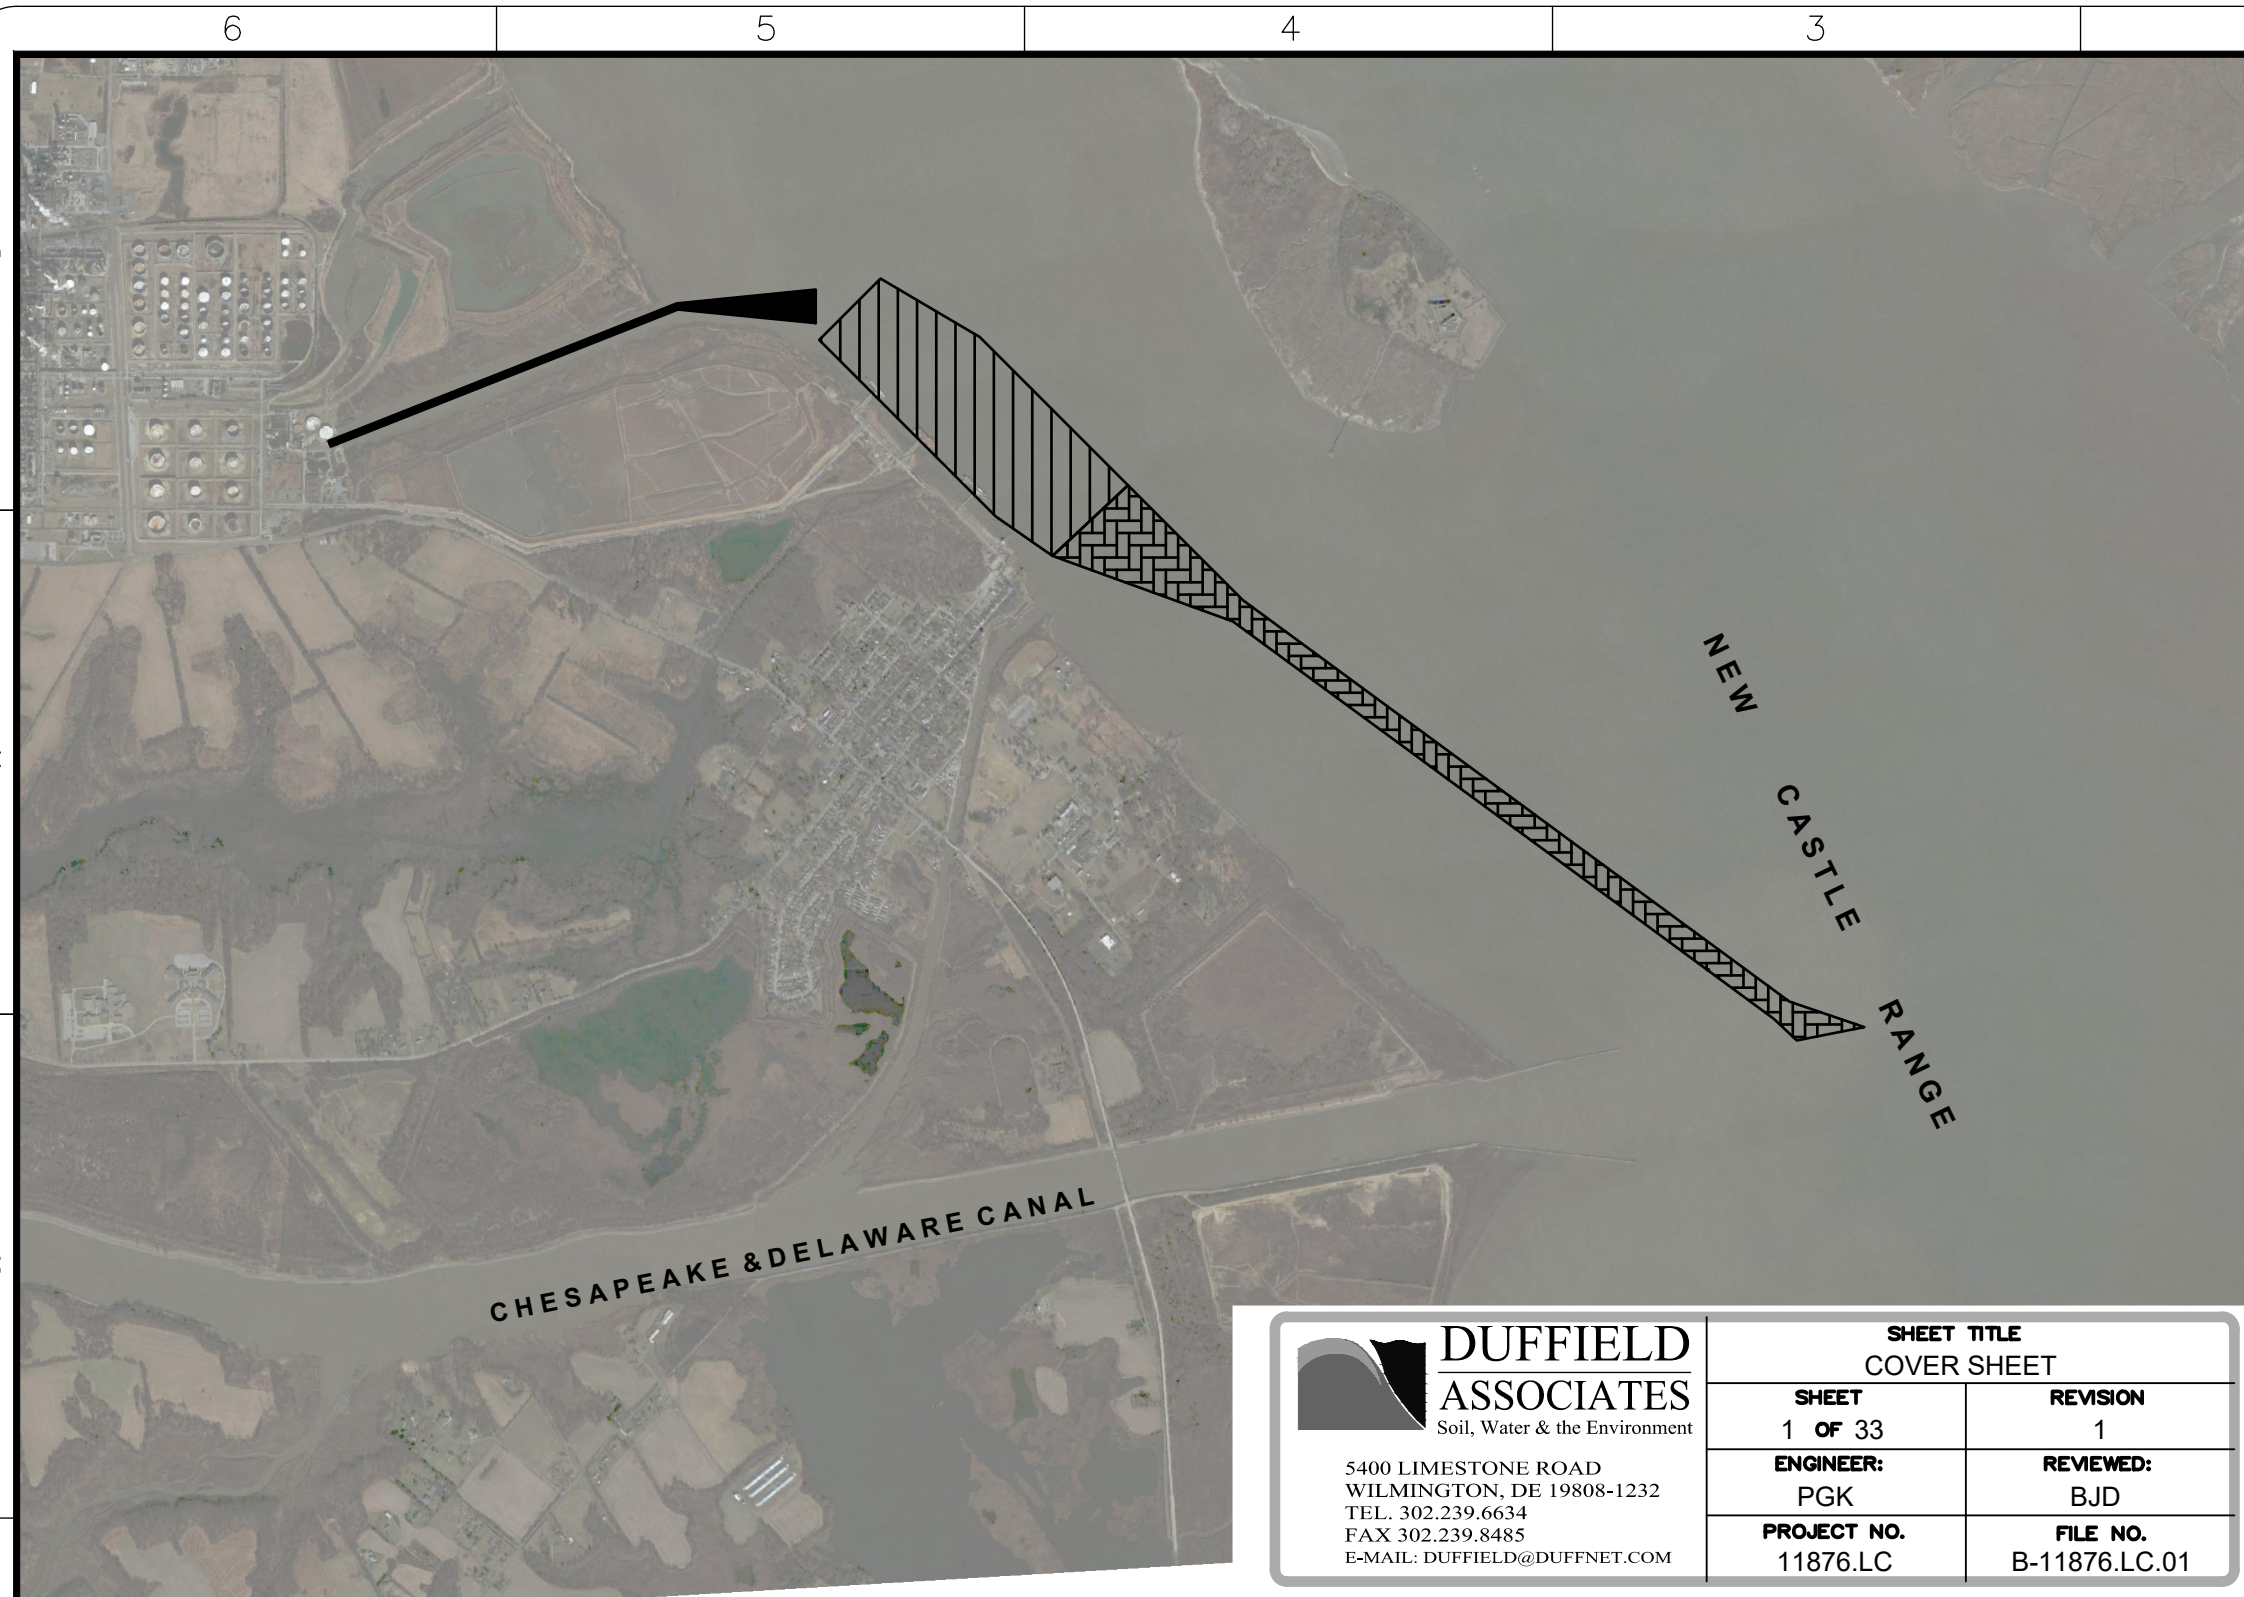 6 5 4 3
NEW CASTLE RANGE
CHESAPEAKE & DELAWARE CANAL
DUFFIELD
ASSOCIATES
Soil, Water & the Environment
5400 LIMESTONE ROAD
WILMINGTON, DE 19808-1232
TEL. 302.239.6634
FAX 302.239.8485
E-MAIL: DUFFIELD@DUFFNET.COM
SHEET TITLE
COVER SHEET
SHEET
1 OF 33
REVISION
1
ENGINEER:
PGK
REVIEWED:
BJD
PROJECT NO.
11876.LC
FILE NO.
B-11876.LC.01